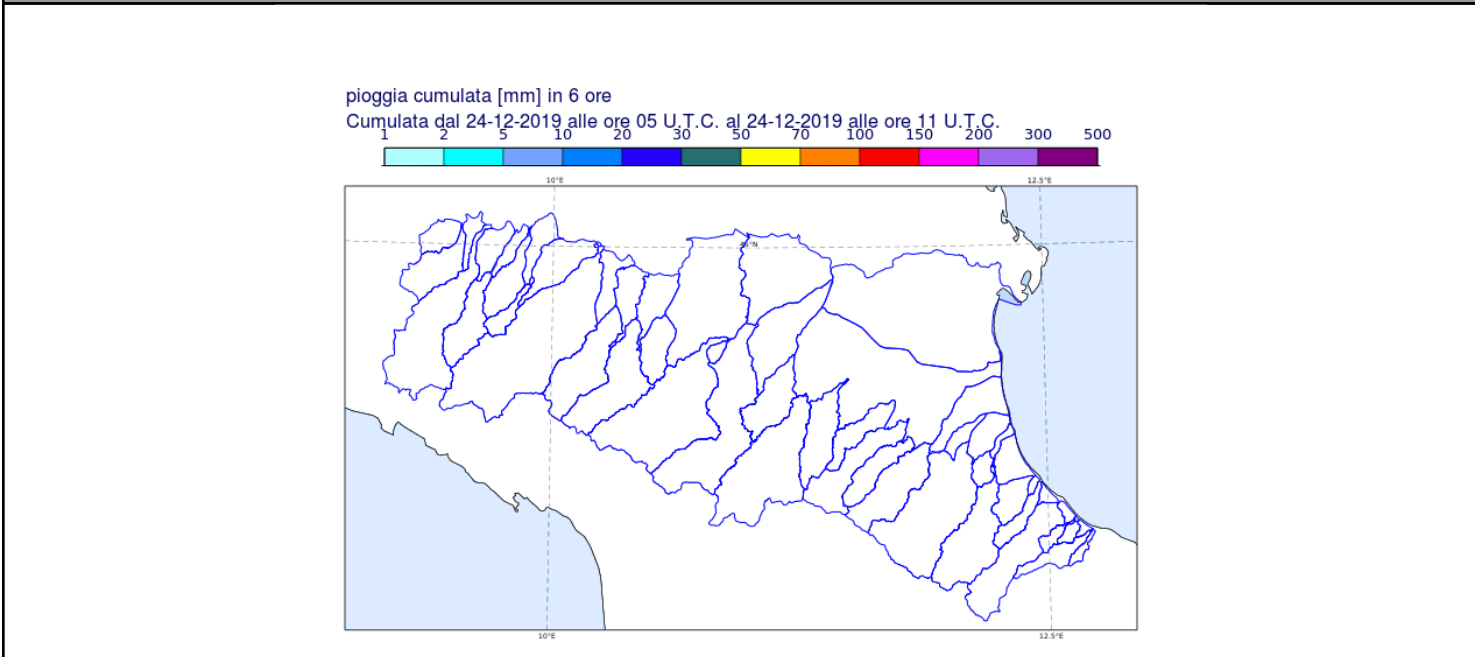 pioggia cumulata [mm] in 6 ore
Cumulata dal 24-12-2019 alle ore 05 U.T.C. al 24-12-2019 alle ore 11 U.T.C.
1 2 5 10 20 30 50 70 100 150 200 300 500
10°E 12.5°E
45°N
10°E 12.5°E